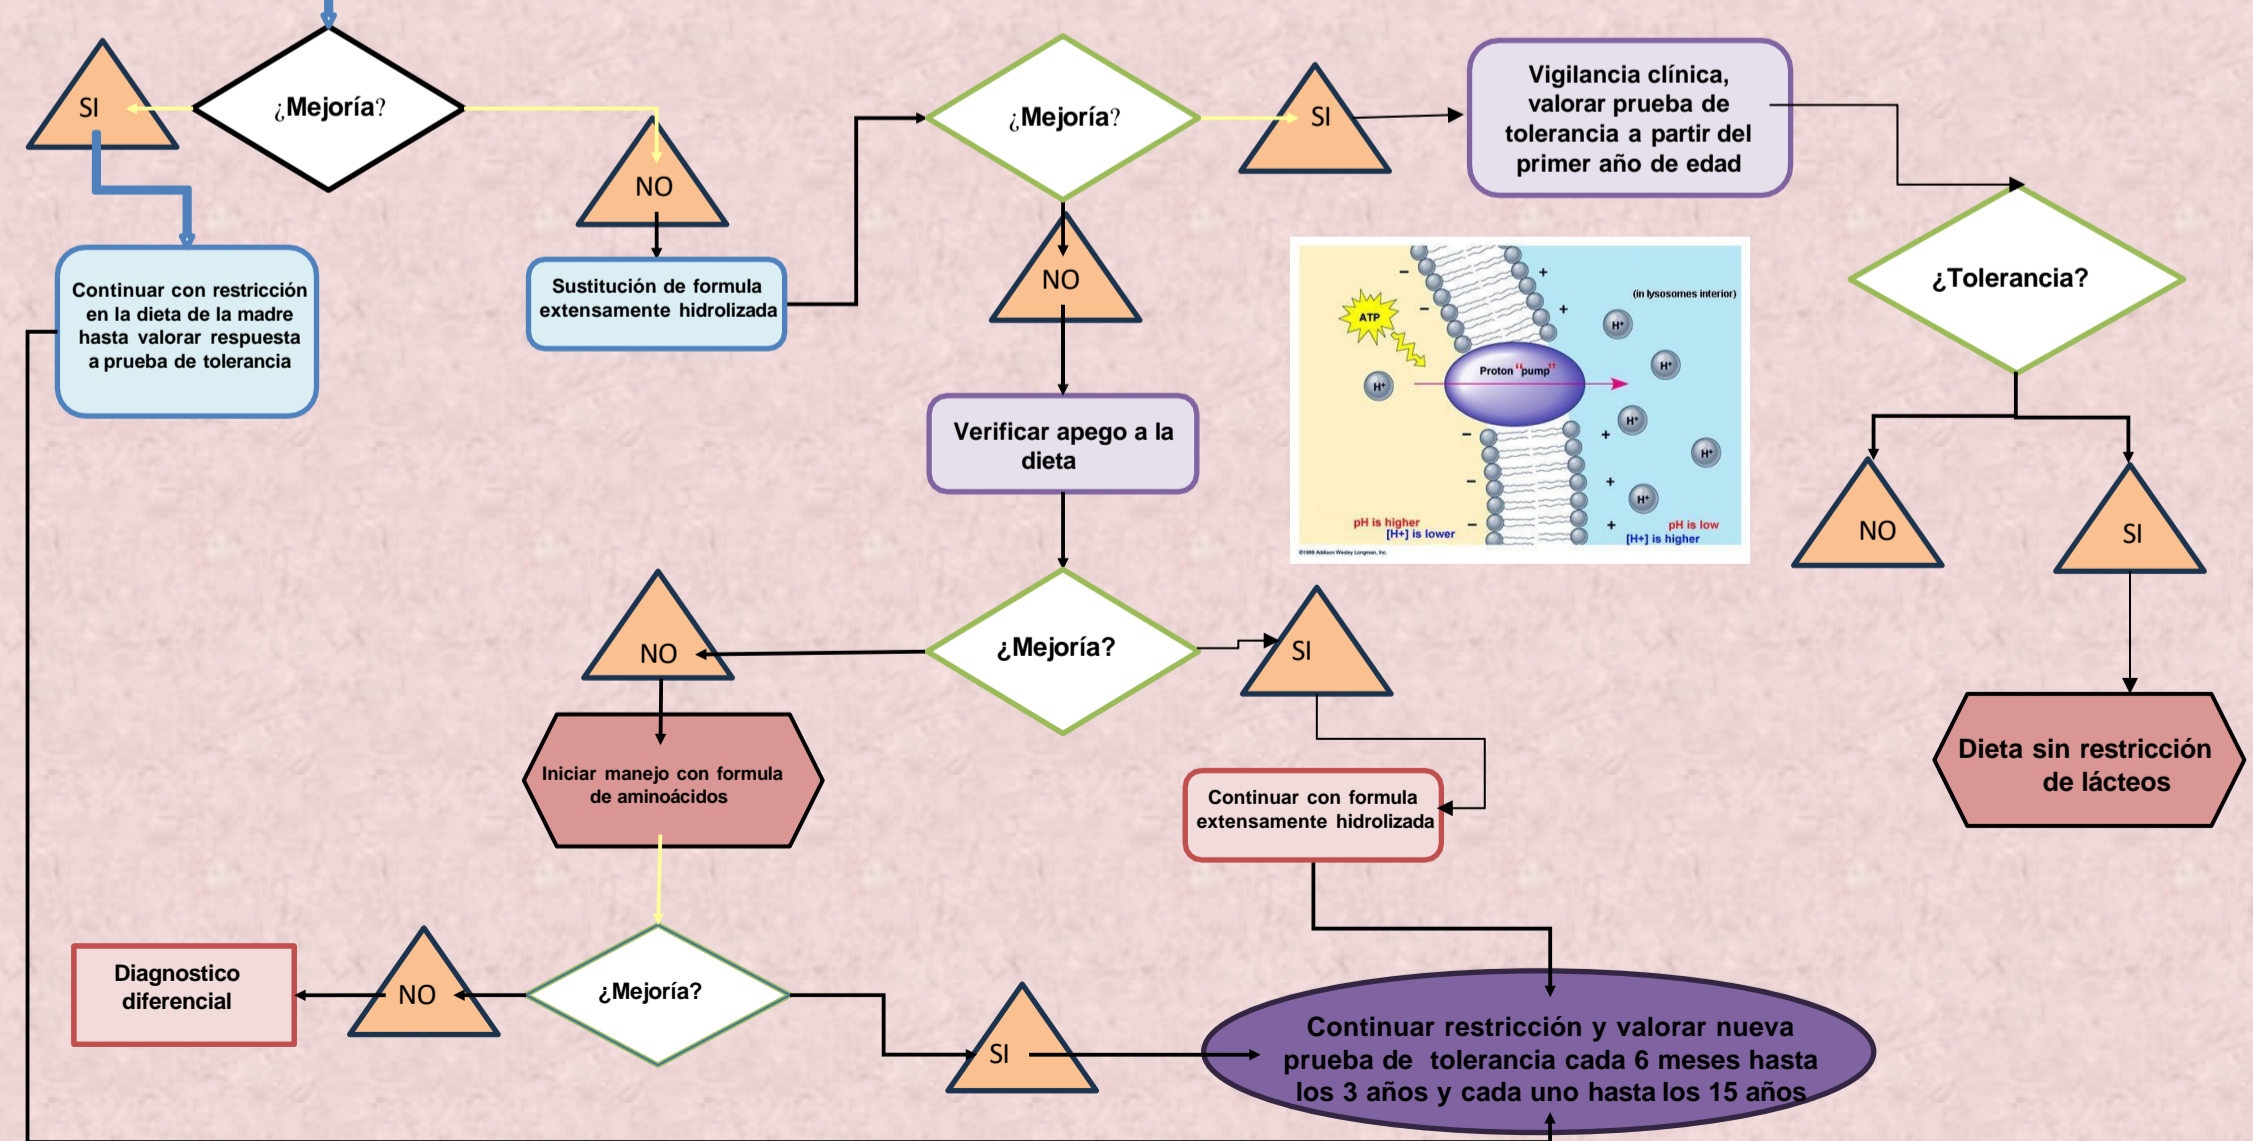 SI
¿Mejoría?
NO
¿Mejoría?
SI
Vigilancia clínica,
valorar prueba de
tolerancia a partir del
primer año de edad
Continuar con restricción
en la dieta de la madre
hasta valorar respuesta
a prueba de tolerancia
Sustitución de formula
extensamente hidrolizada
NO
¿Tolerancia?
ATP
(in lysosomes interior)
H+
H+
H+
H+
H+
H+
Proton "pump"
pH is higher
[H+] is lower
pH is low
[H+] is higher
©1999 Addison Wesley Longman, Inc.
Verificar apego a la
dieta
NO
SI
NO
¿Mejoría?
SI
Iniciar manejo con formula
de aminoácidos
Continuar con formula
extensamente hidrolizada
Dieta sin restricción
de lácteos
Diagnostico
diferencial
NO
¿Mejoría?
SI
Continuar restricción y valorar nueva
prueba de tolerancia cada 6 meses hasta
los 3 años y cada uno hasta los 15 años